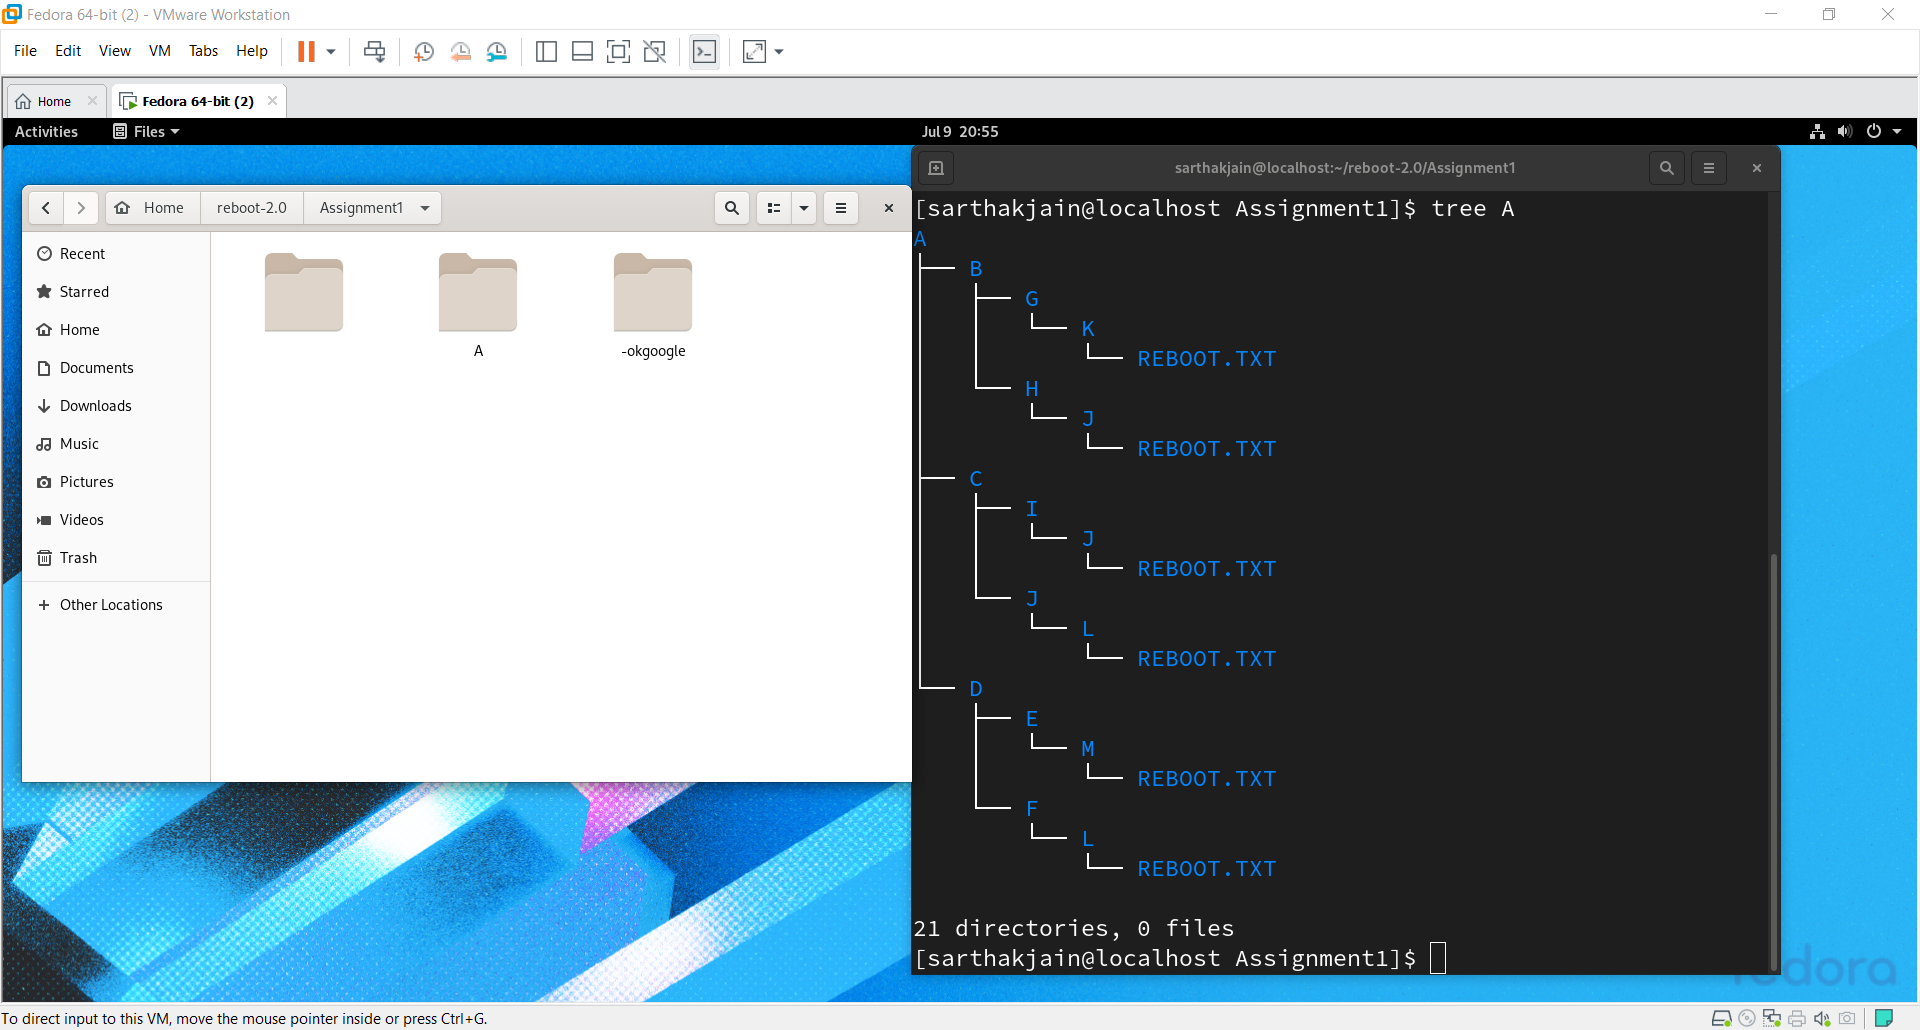 Fedora 64-bit (2) - VMware Workstation
File Edit View VM Tabs Help
Home Fedora 64-bit (2)
Activities Files Jul 9 20:55
Home reboot-2.0 Assignment1
Recent
Starred
Home
Documents
Downloads
Music
Pictures
Videos
Trash
Other Locations
A -okgoogle
sarthakjain@localhost:~/reboot-2.0/Assignment1
[sarthakjain@localhost Assignment1]$ tree A
A
├── B
│   ├── G
│   │   └── K
│   │       └── REBOOT.TXT
│   └── H
│       └── J
│           └── REBOOT.TXT
├── C
│   ├── I
│   │   └── J
│   │       └── REBOOT.TXT
│   └── J
│       └── L
│           └── REBOOT.TXT
└── D
    ├── E
    │   └── M
    │       └── REBOOT.TXT
    └── F
        └── L
            └── REBOOT.TXT
21 directories, 0 files
[sarthakjain@localhost Assignment1]$
fedora
To direct input to this VM, move the mouse pointer inside or press Ctrl+G.